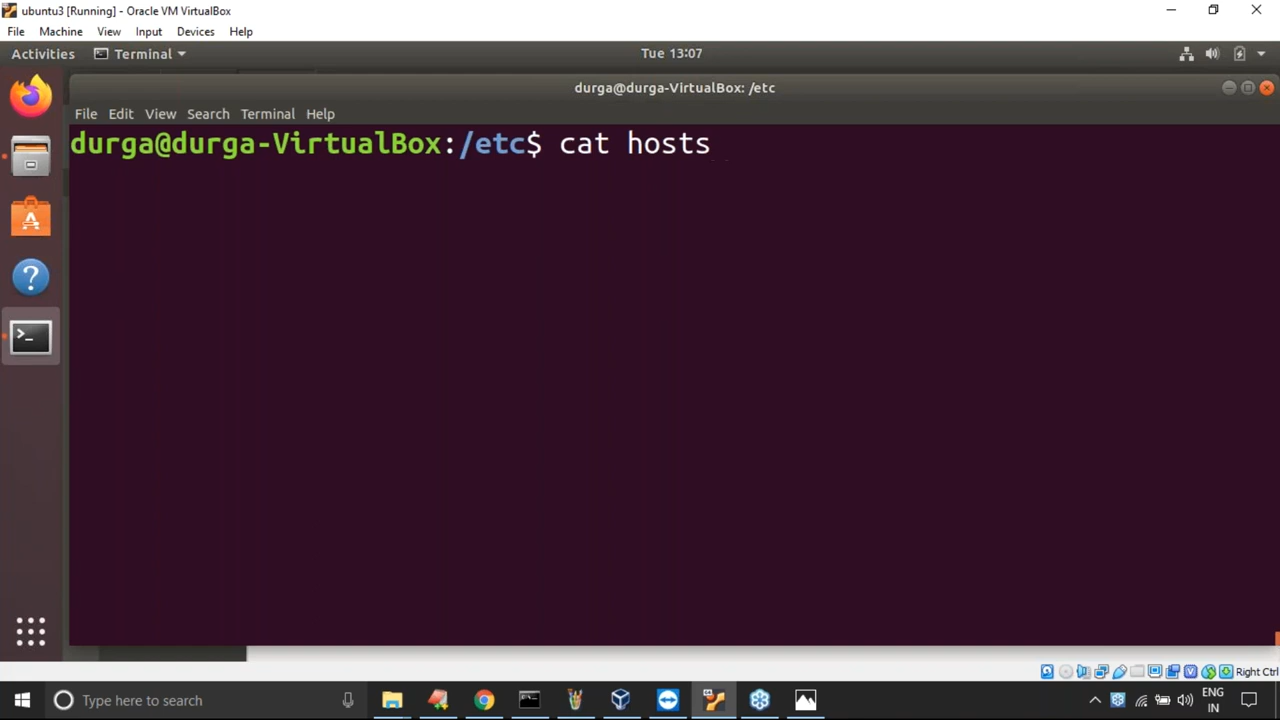 ubuntu3 [Running] - Oracle VM VirtualBox
File Machine View Input Devices Help
Activities Terminal Tue 13:07
durga@durga-VirtualBox: /etc
File Edit View Search Terminal Help
durga@durga-VirtualBox:/etc$ cat hosts
Right Ctrl
Type here to search
ENG
IN